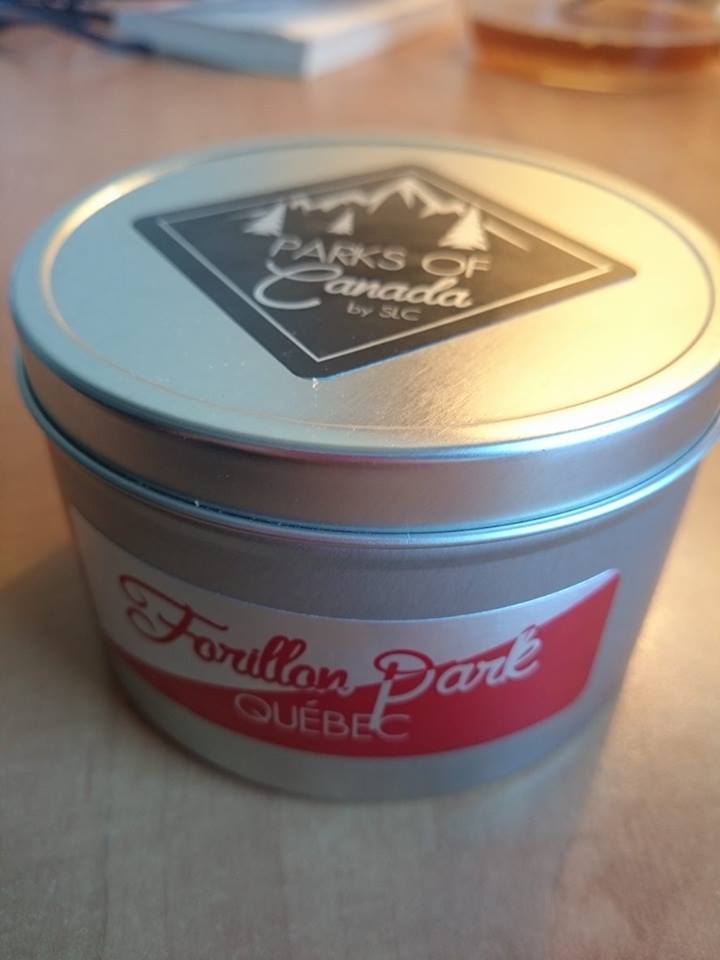 PARKS OF
Canada
by SLC
Forillon Park
QUÉBEC